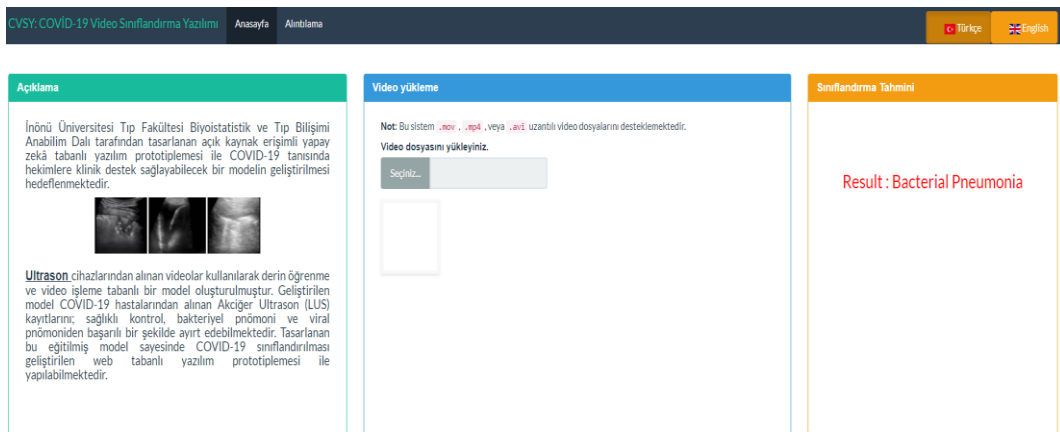 CVSY: COVİD-19 Video Sınıflandırma Yazılımı Anasayfa Alıntılama Türkçe English
Açıklama
İnönü Üniversitesi Tıp Fakültesi Biyoistatistik ve Tıp Bilişimi
Anabilim Dalı tarafından tasarlanan açık kaynak erişimli yapay
zekâ tabanlı yazılım prototiplemesi ile COVID-19 tanısında
hekimlere klinik destek sağlayabilecek bir modelin geliştirilmesi
hedeflenmektedir.
Ultrason cihazlarından alınan videolar kullanılarak derin öğrenme
ve video işleme tabanlı bir model oluşturulmuştur. Geliştirilen
model COVID-19 hastalarından alınan Akciğer Ultrason (LUS)
kayıtlarını; sağlıklı kontrol, bakteriyel pnömoni ve viral
pnömoniden başarılı bir şekilde ayırt edebilmektedir. Tasarlanan
bu eğitilmiş model sayesinde COVID-19 sınıflandırılması
geliştirilen web tabanlı yazılım prototiplemesi ile
yapılabilmektedir.
Video yükleme
Not: Bu sistem .mov , .mp4 , veya .avi uzantılı video dosyalarını desteklemektedir.
Video dosyasını yükleyiniz.
Seçiniz...
Sınıflandırma Tahmini
Result : Bacterial Pneumonia